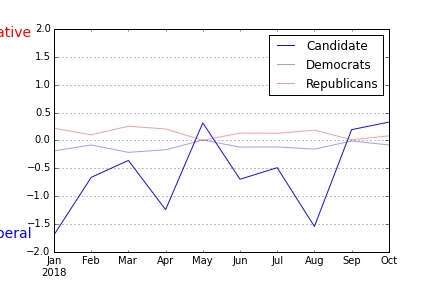 ative
beral
2.0
1.5
1.0
0.5
0.0
−0.5
−1.0
−1.5
−2.0
Candidate
Democrats
Republicans
Jan Feb Mar Apr May Jun Jul Aug Sep Oct
2018